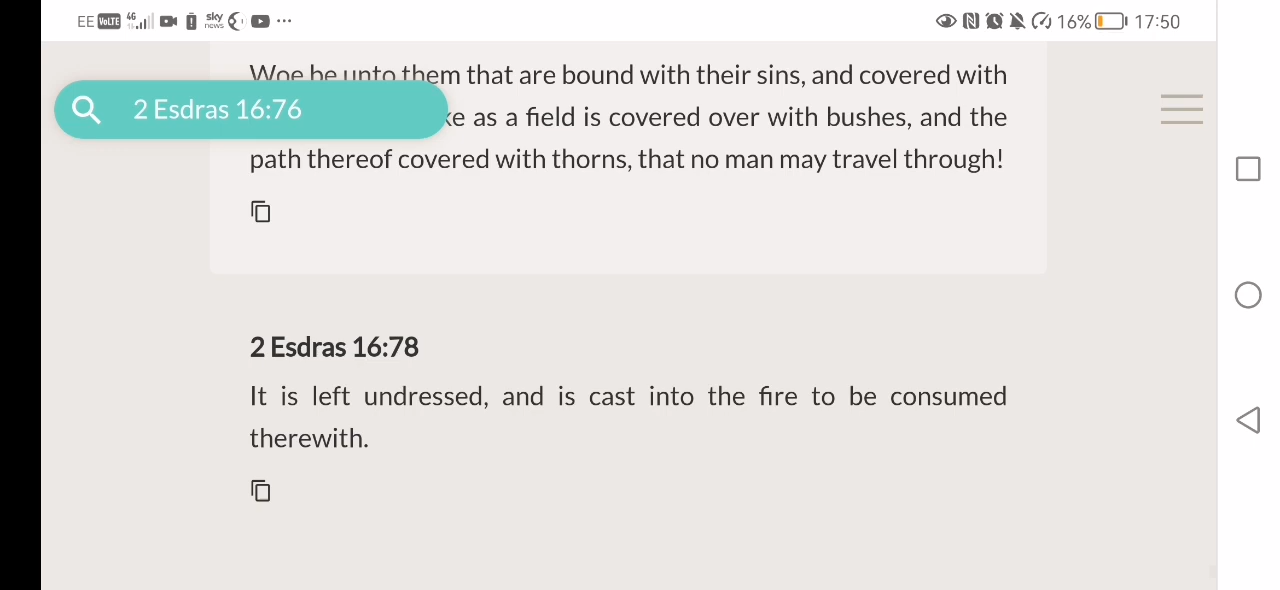 EE VoLTE 4G sky news 16% 17:50
Woe be unto them that are bound with their sins, and covered with
2 Esdras 16:76
as a field is covered over with bushes, and the
path thereof covered with thorns, that no man may travel through!
2 Esdras 16:78
It is left undressed, and is cast into the fire to be consumed
therewith.